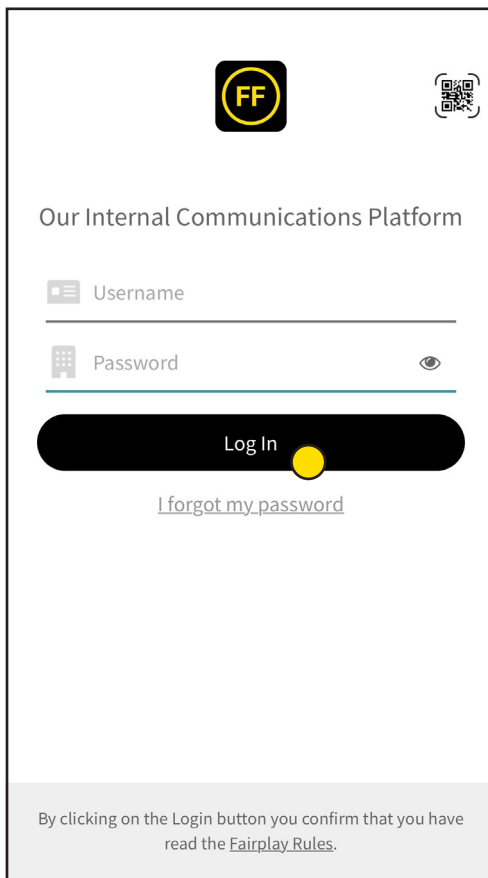 FF
Our Internal Communications Platform
Username
Password
Log In
I forgot my password
By clicking on the Login button you confirm that you have
read the Fairplay Rules.